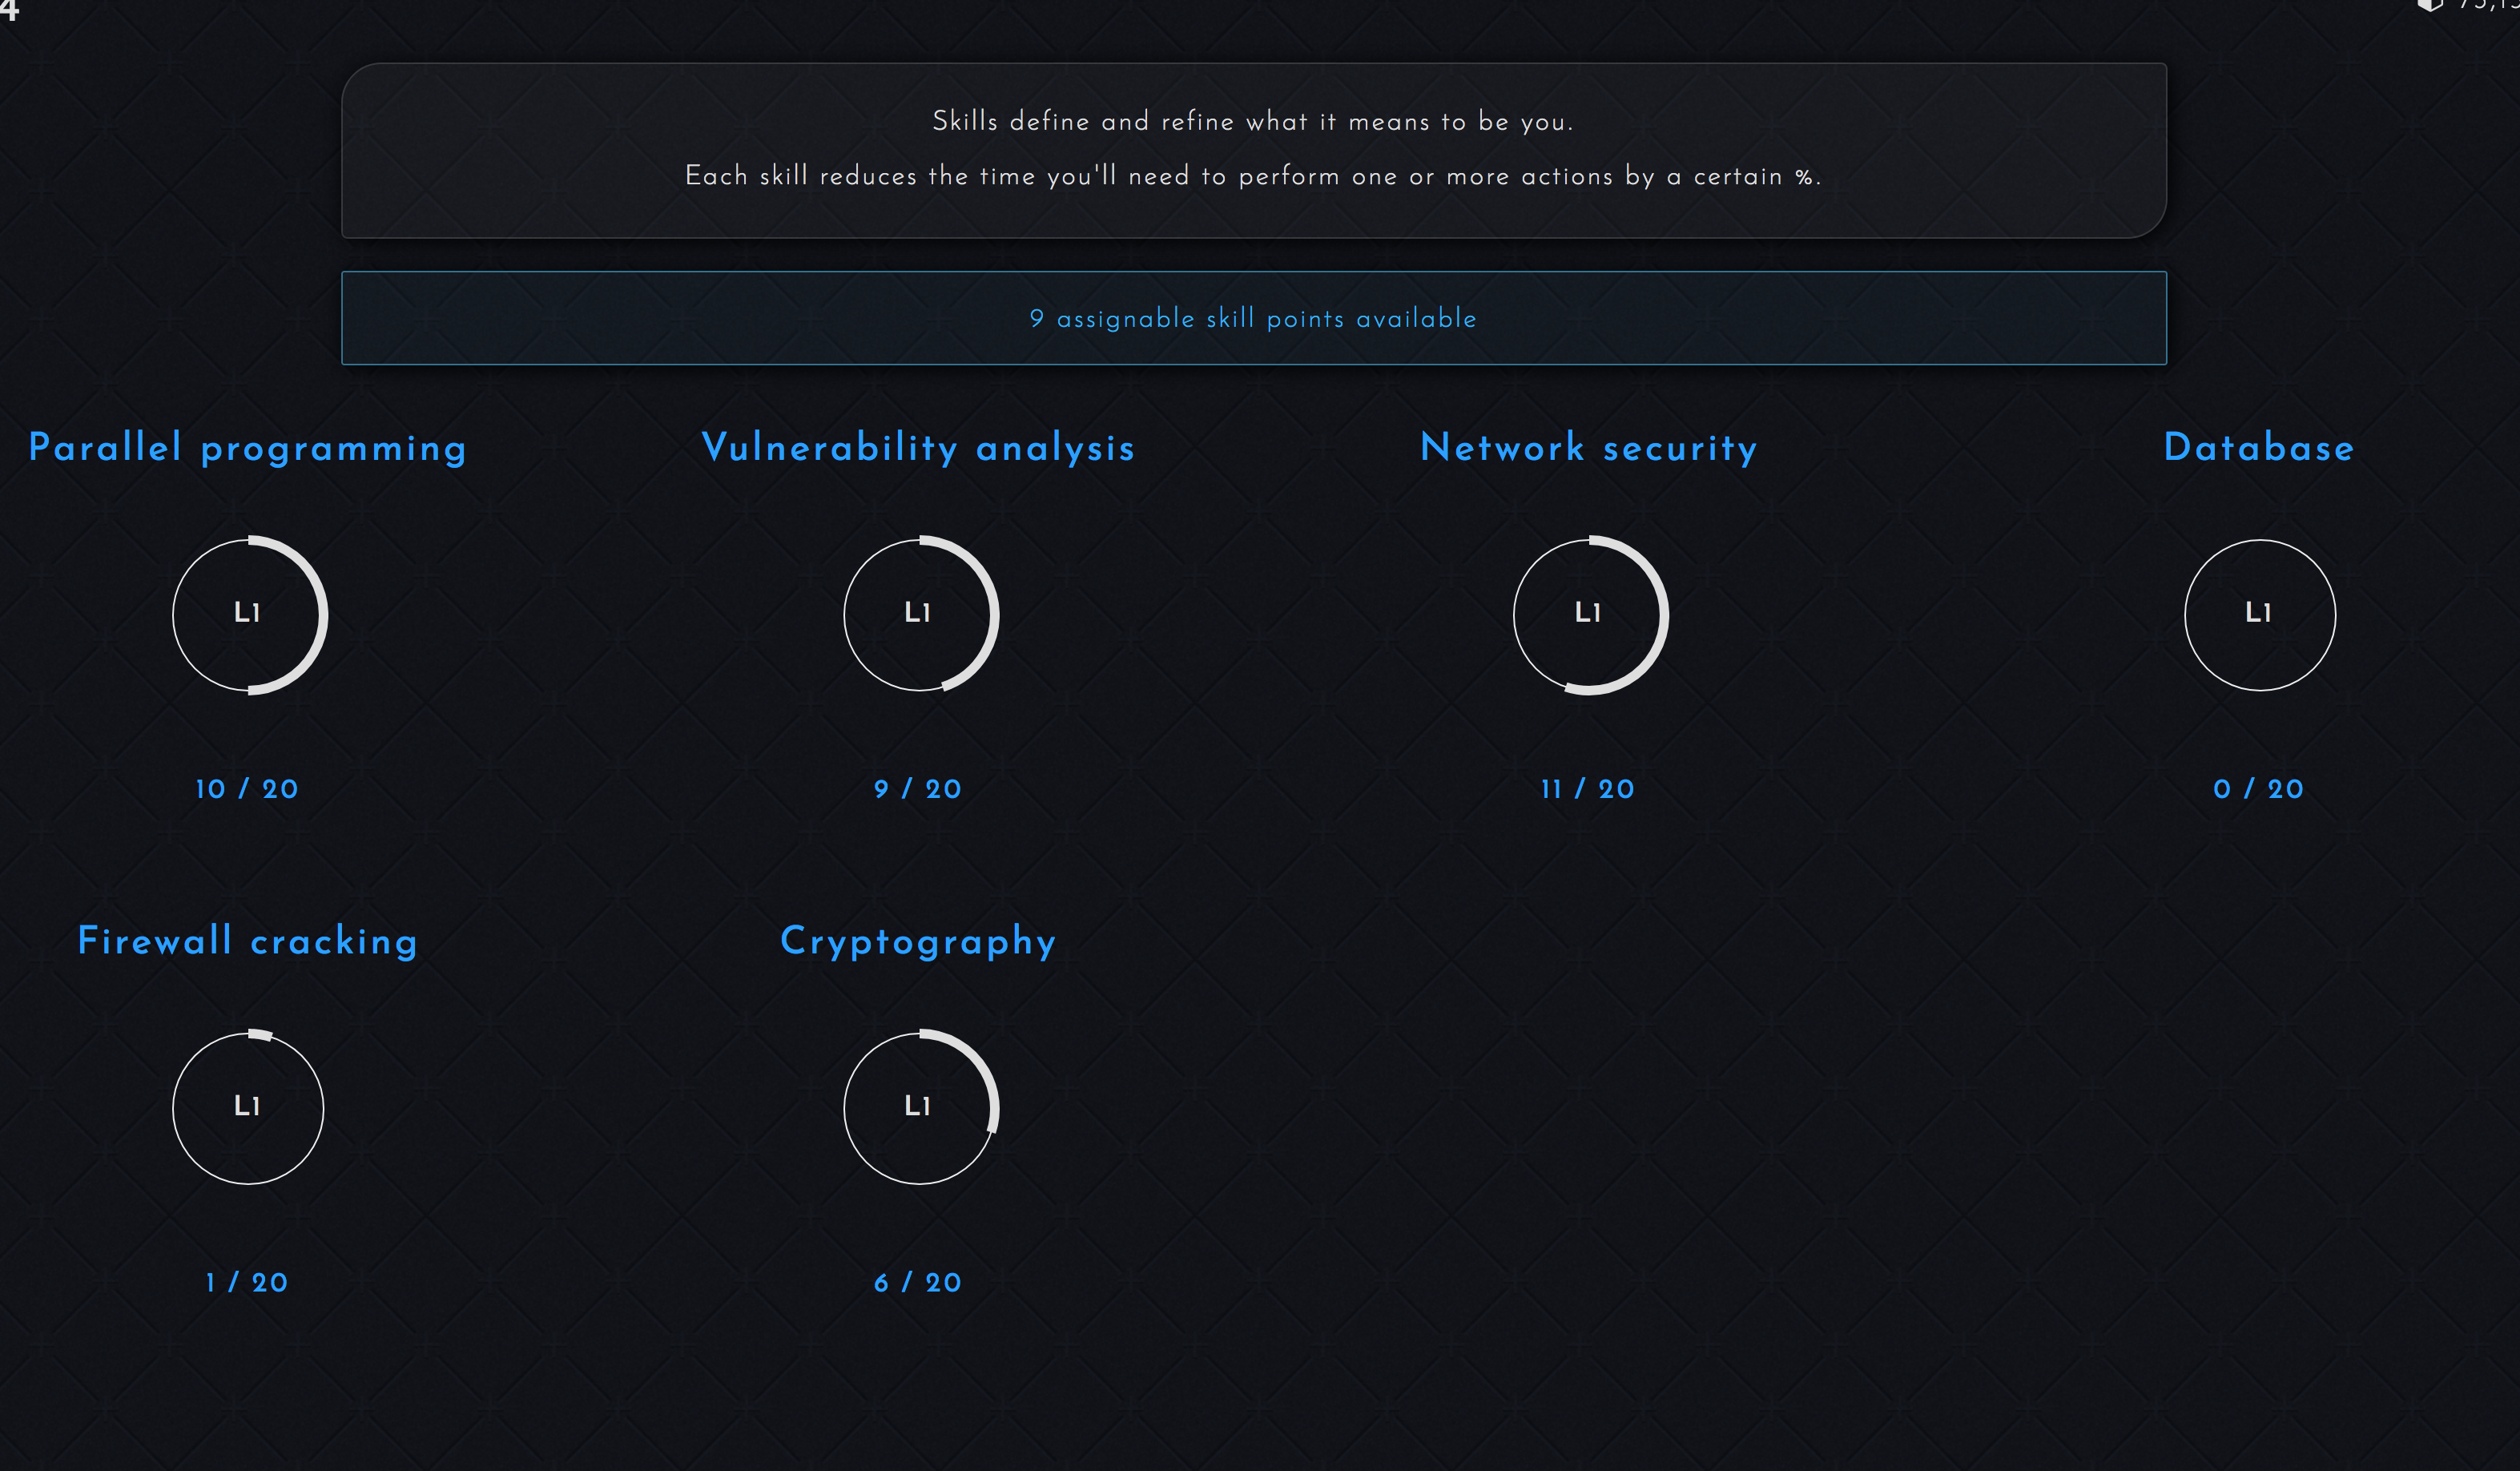 4
Skills define and refine what it means to be you.
Each skill reduces the time you'll need to perform one or more actions by a certain %.
9 assignable skill points available
Parallel programming
Vulnerability analysis
Network security
Database
L1
L1
L1
L1
10 / 20
9 / 20
11 / 20
0 / 20
Firewall cracking
Cryptography
L1
L1
1 / 20
6 / 20